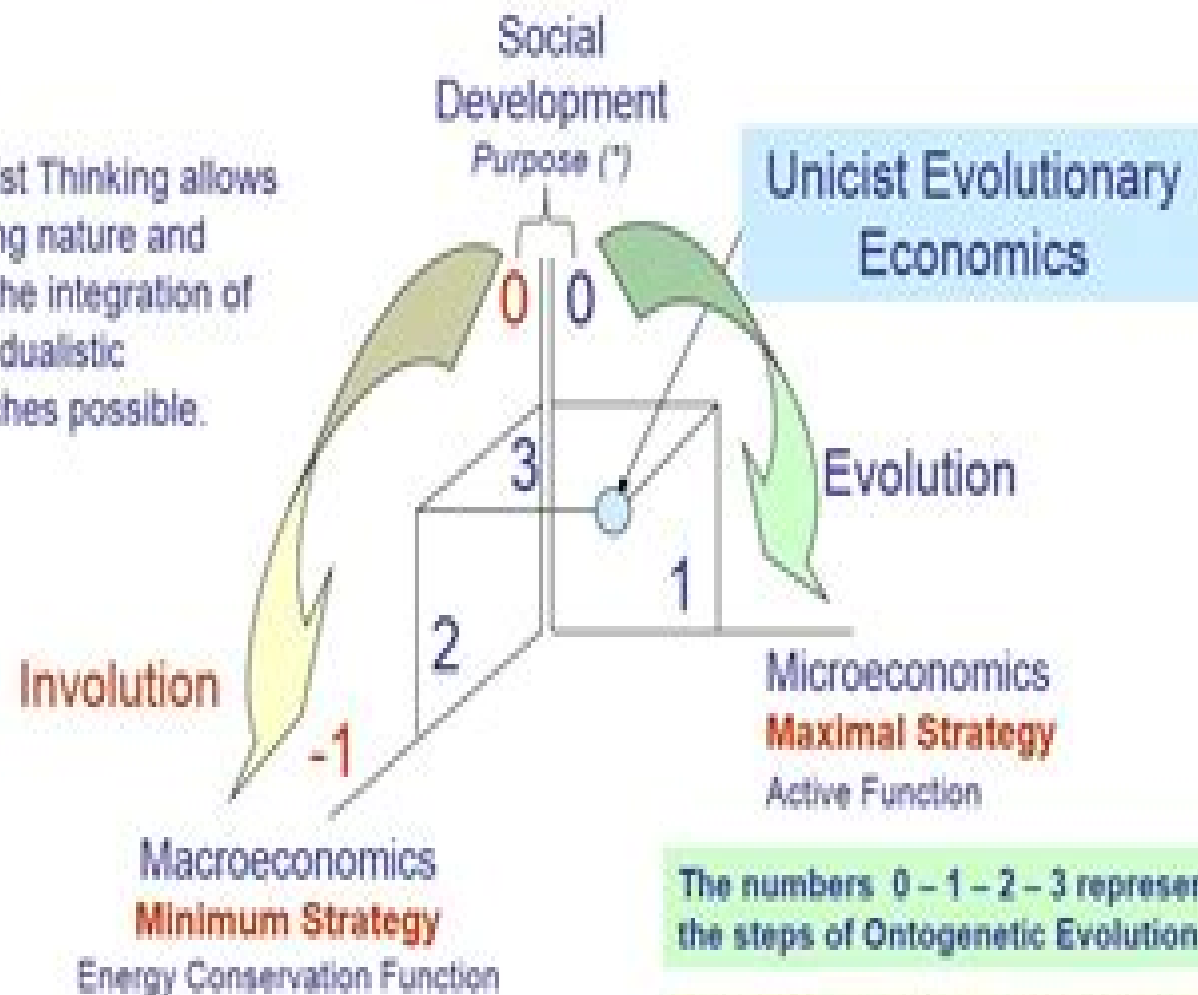 Social
Development
Purpose (*)
st Thinking allows
ng nature and
he integration of
dualistic
ches possible.
Unicist Evolutionary
Economics
0
0
3
Evolution
1
2
Involution
-1
Microeconomics
Maximal Strategy
Active Function
Macroeconomics
Minimum Strategy
Energy Conservation Function
The numbers 0 – 1 – 2 – 3 represen
the steps of Ontogenetic Evolution